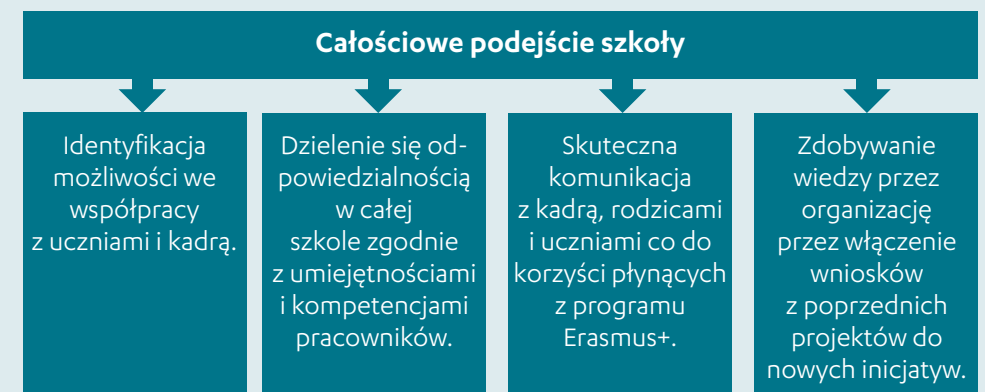 Całościowe podejście szkoły
Identyfikacja
możliwości we
współpracy
z uczniami i kadrą.
Dzielenie się od-
powiedzialnością
w całej
szkole zgodnie
z umiejętnościami
i kompetencjami
pracowników.
Skuteczna
komunikacja
z kadrą, rodzicami
i uczniami co do
korzyści płynących
z programu
Erasmus+.
Zdobywanie
wiedzy przez
organizację
przez włączenie
wniosków
z poprzednich
projektów do
nowych inicjatyw.